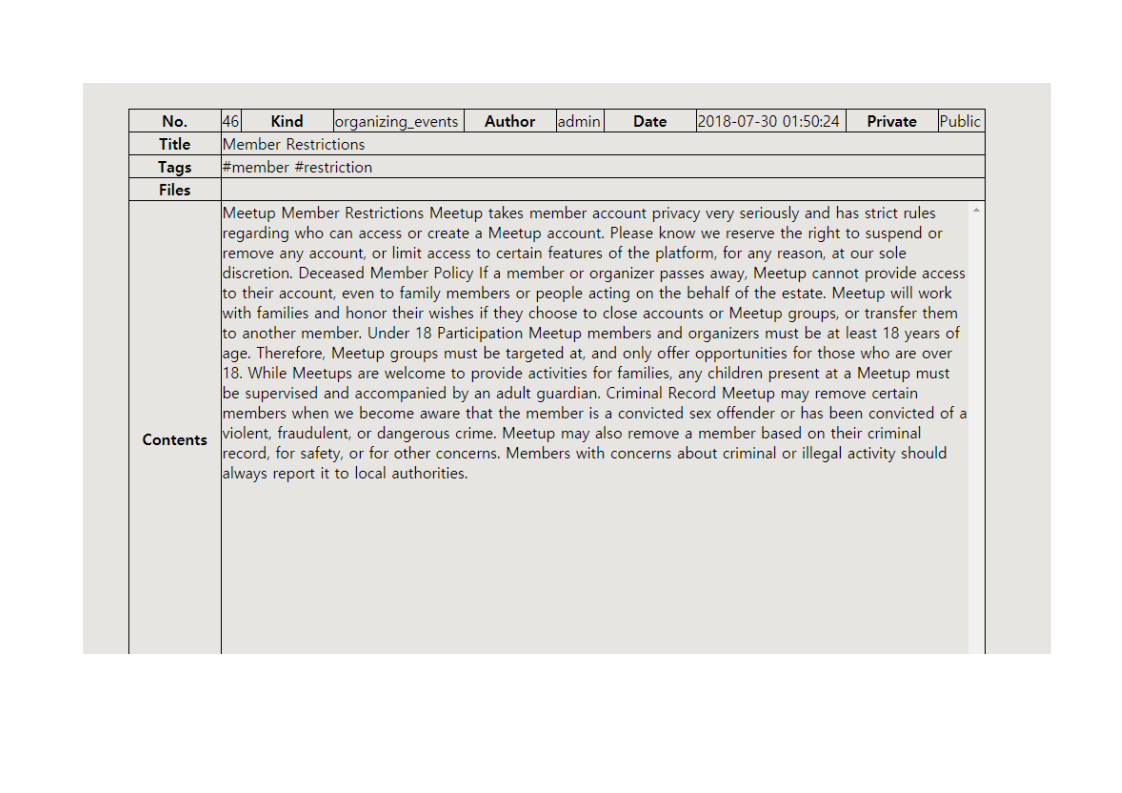 No. 46 Kind organizing_events Author admin Date 2018-07-30 01:50:24 Private Public
Title Member Restrictions
Tags #member #restriction
Files
Contents
Meetup Member Restrictions Meetup takes member account privacy very seriously and has strict rules
regarding who can access or create a Meetup account. Please know we reserve the right to suspend or
remove any account, or limit access to certain features of the platform, for any reason, at our sole
discretion. Deceased Member Policy If a member or organizer passes away, Meetup cannot provide access
to their account, even to family members or people acting on the behalf of the estate. Meetup will work
with families and honor their wishes if they choose to close accounts or Meetup groups, or transfer them
to another member. Under 18 Participation Meetup members and organizers must be at least 18 years of
age. Therefore, Meetup groups must be targeted at, and only offer opportunities for those who are over
18. While Meetups are welcome to provide activities for families, any children present at a Meetup must
be supervised and accompanied by an adult guardian. Criminal Record Meetup may remove certain
members when we become aware that the member is a convicted sex offender or has been convicted of a
violent, fraudulent, or dangerous crime. Meetup may also remove a member based on their criminal
record, for safety, or for other concerns. Members with concerns about criminal or illegal activity should
always report it to local authorities.